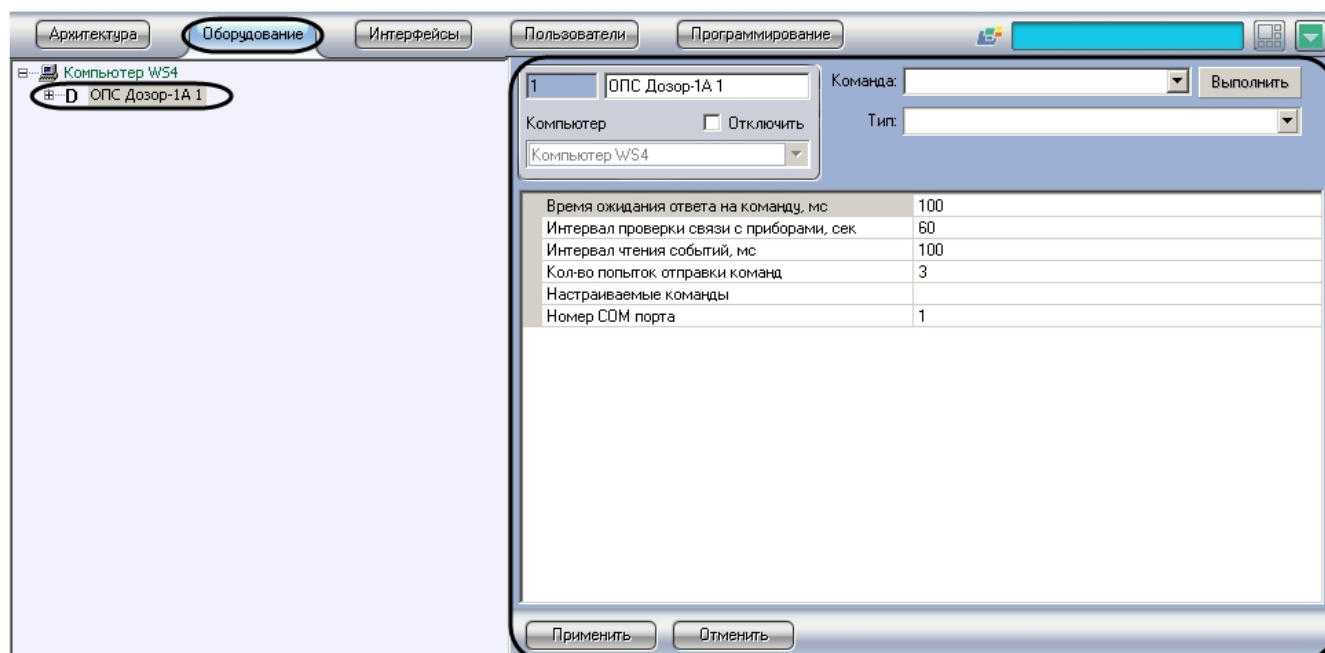 Архитектура Оборудование Интерфейсы Пользователи Программирование
Компьютер WS4
D ОПС Дозор-1А 1
1 ОПС Дозор-1А 1
Команда: Выполнить
Компьютер Отключить
Тип:
Компьютер WS4
Время ожидания ответа на команду, мс 100
Интервал проверки связи с приборами, сек 60
Интервал чтения событий, мс 100
Кол-во попыток отправки команд 3
Настраиваемые команды
Номер COM порта 1
Применить Отменить